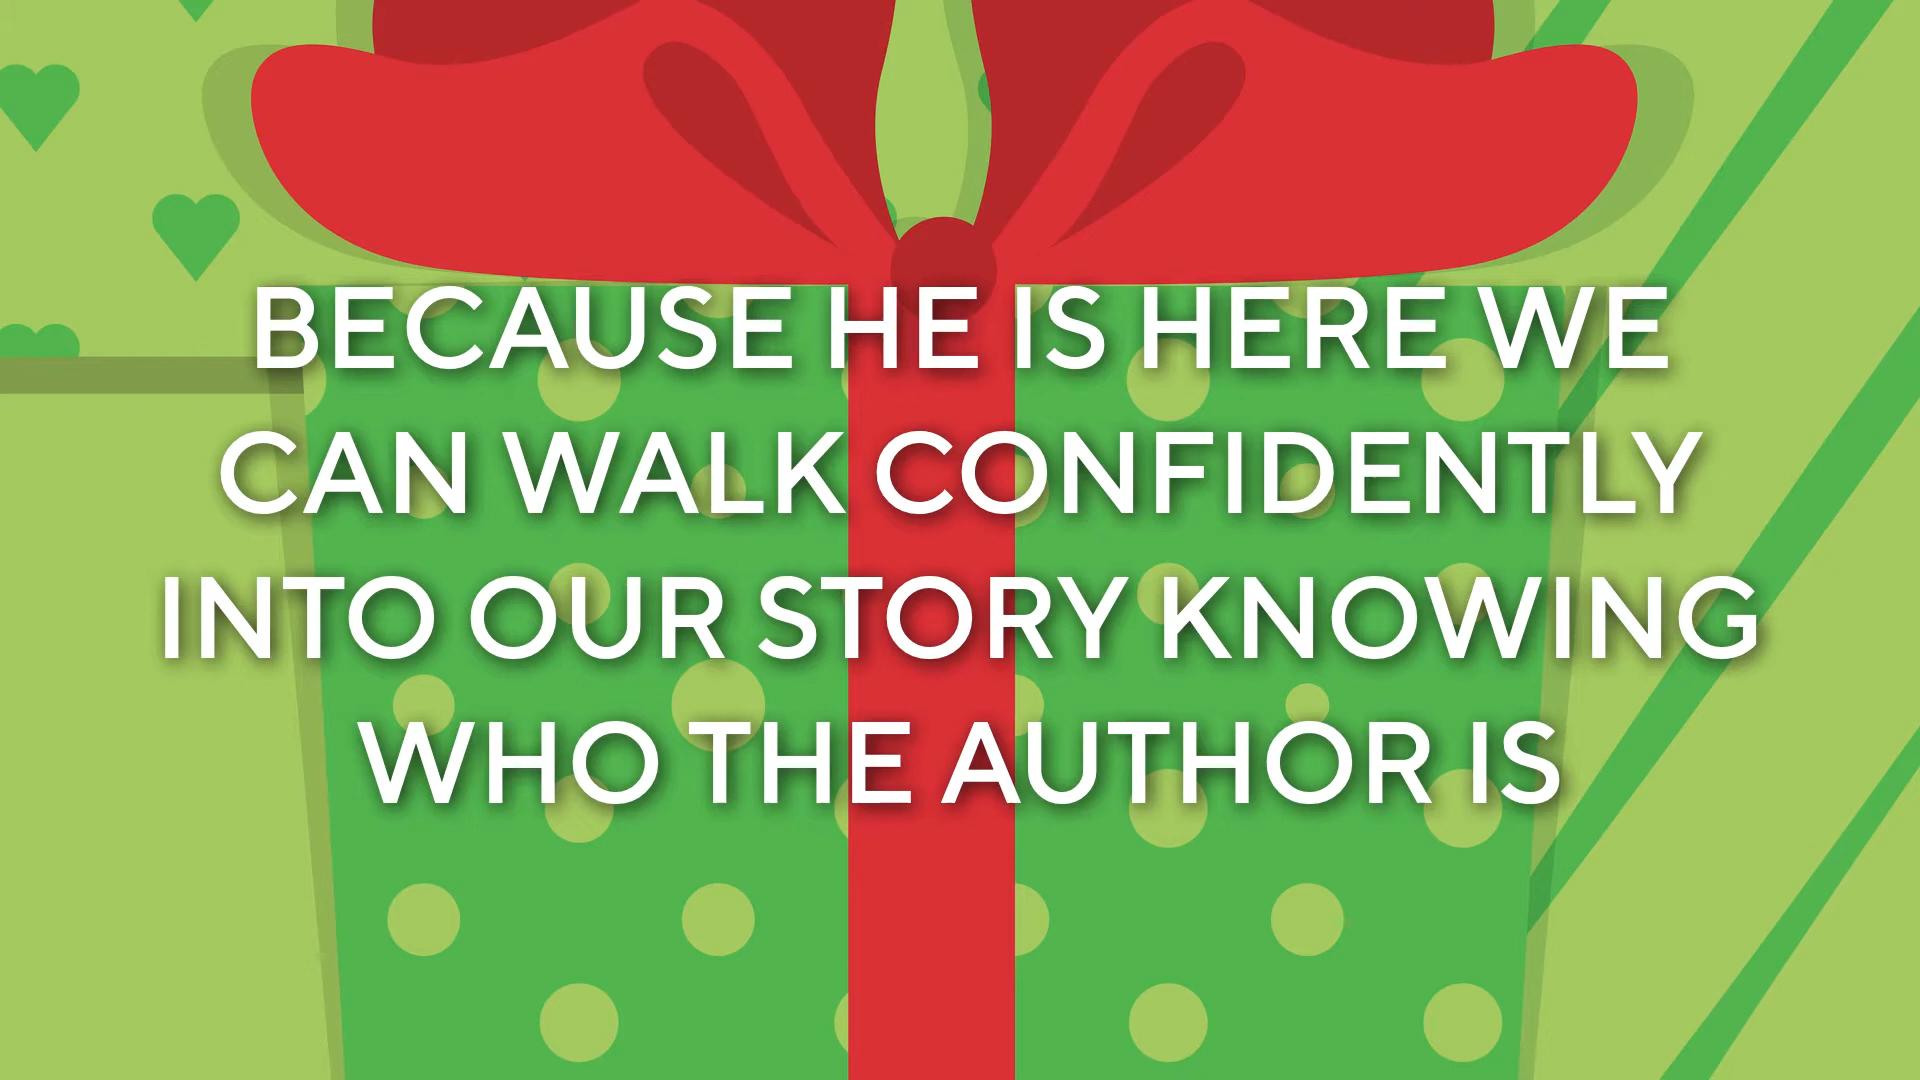 BECAUSE HE IS HERE WE
CAN WALK CONFIDENTLY
INTO OUR STORY KNOWING
WHO THE AUTHOR IS